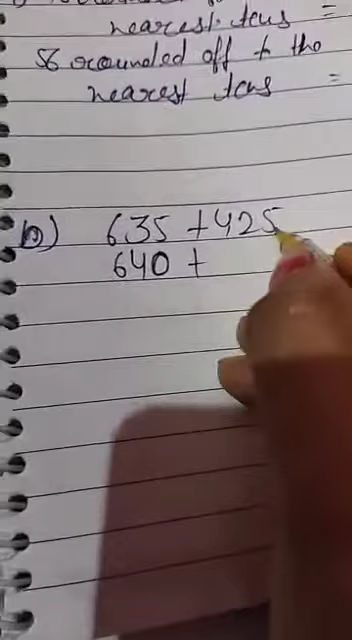 nearest tens =
56 rounded off to the
nearest tens =
b) 635 + 425
640 +